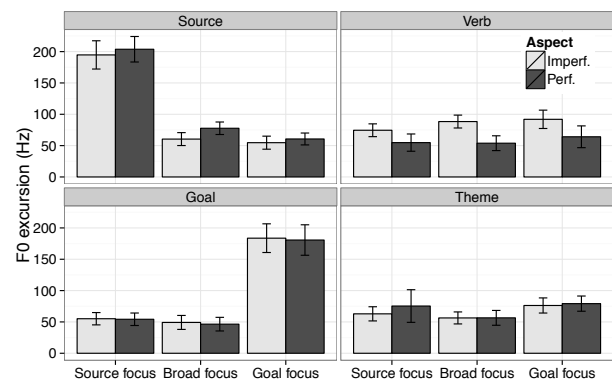 Source
Verb
Aspect
Imperf.
Perf.
F0 excursion (Hz)
200
150
100
50
0
Goal
Theme
200
150
100
50
0
Source focus Broad focus Goal focus
Source focus Broad focus Goal focus